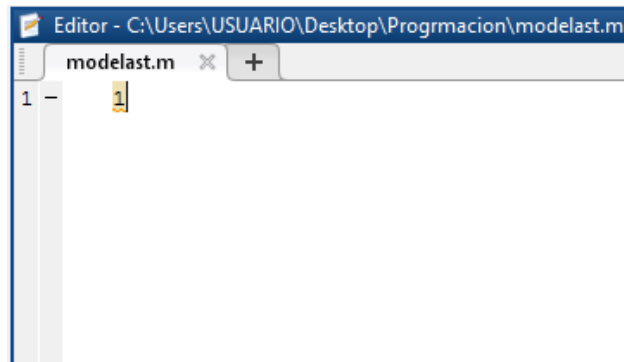 Editor - C:\Users\USUARIO\Desktop\Progrmacion\modelast.m
modelast.m × +
1 – 1